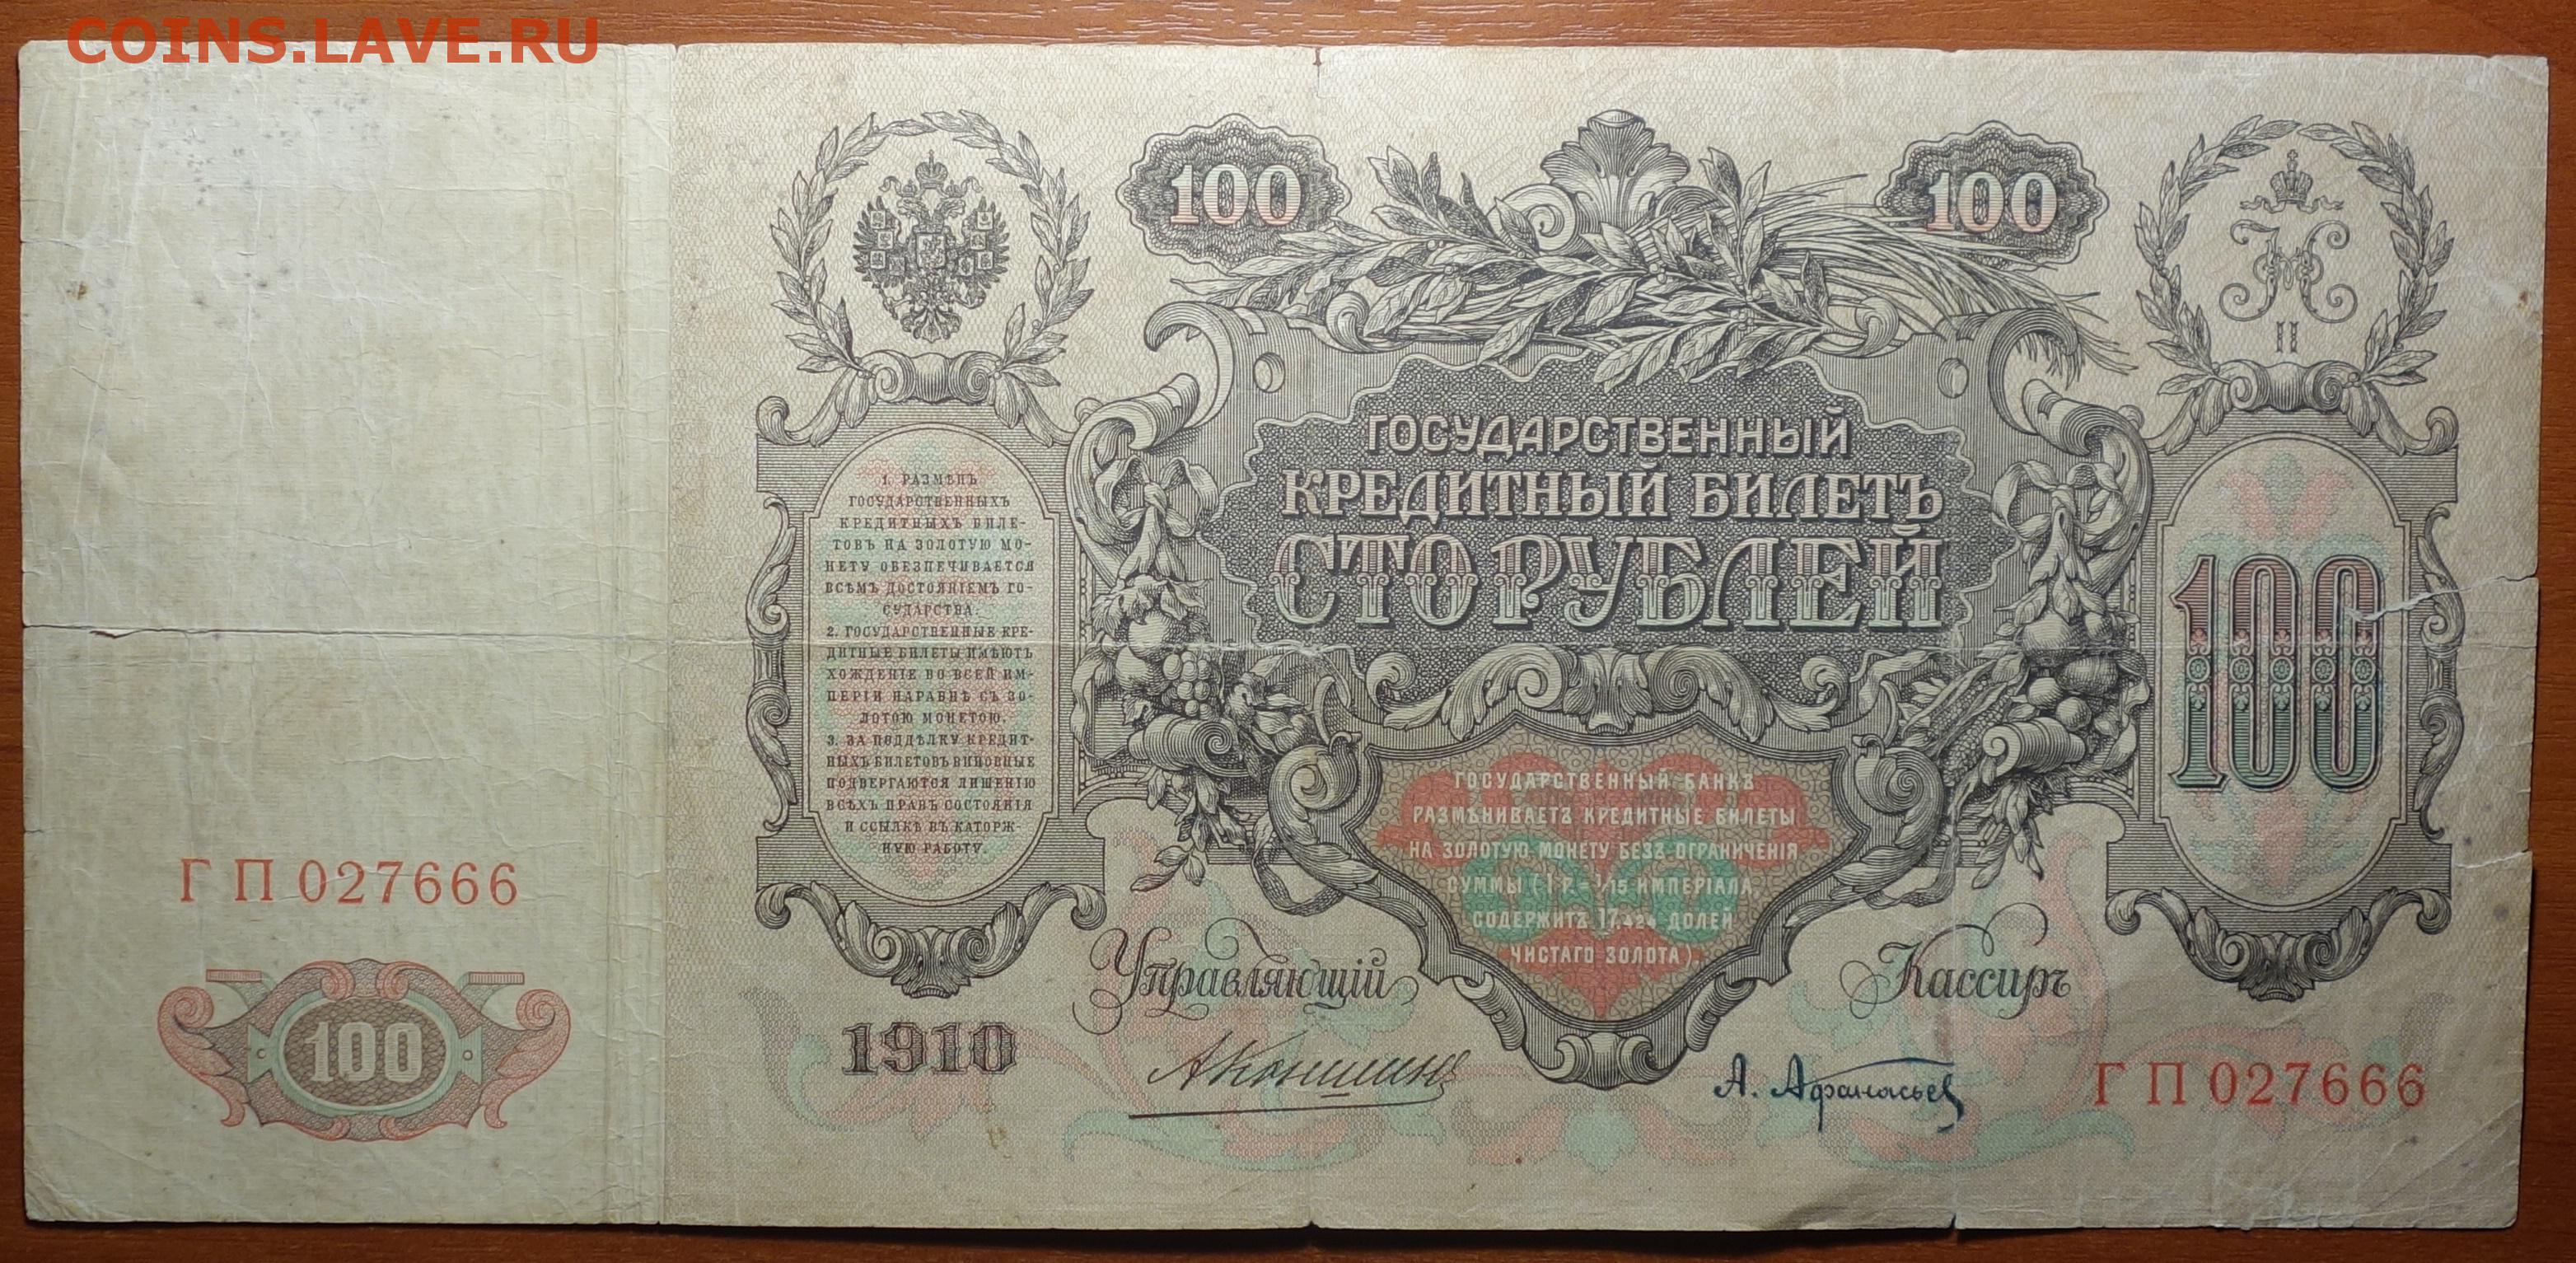 COINS.LAVE.RU
100
100
II
ГОСУДАРСТВЕННЫЙ
КРЕДИТНЫЙ БИЛЕТЪ
СТО РУБЛЕЙ
1. РАЗМѢНЪ
ГОСУДАРСТВЕННЫХЪ
КРЕДИТНЫХЪ БИЛЕ-
ТОВЪ НА ЗОЛОТУЮ МО-
НЕТУ ОБЕЗПЕЧИВАЕТСЯ
ВСѢМЪ ДОСТОЯНІЕМЪ ГО-
СУДАРСТВА.
2. ГОСУДАРСТВЕННЫЕ КРЕ-
ДИТНЫЕ БИЛЕТЫ ИМѢЮТЪ
ХОЖДЕНІЕ ВО ВСЕЙ ИМ-
ПЕРІИ НАРАВНѢ СЪ ЗО-
ЛОТОЮ МОНЕТОЮ.
3. ЗА ПОДДѢЛКУ КРЕДИТ-
НЫХЪ БИЛЕТОВЪ ВИНОВНЫЕ
ПОДВЕРГАЮТСЯ ЛИШЕНІЮ
ВСѢХЪ ПРАВЪ СОСТОЯНІЯ
И ССЫЛКѢ ВЪ КАТОРЖ-
НУЮ РАБОТУ.
100
ГОСУДАРСТВЕННЫЙ БАНКЪ
РАЗМѢНИВАЕТЪ КРЕДИТНЫЕ БИЛЕТЫ
НА ЗОЛОТУЮ МОНЕТУ БЕЗЪ ОГРАНИЧЕНІЯ
СУММЫ (1 Р. = 1/15 ИМПЕРІАЛА,
СОДЕРЖИТЪ 17,424 ДОЛЕЙ
ЧИСТАГО ЗОЛОТА).
ГП 027666
100
1910
Управляющій
А Коншинъ
Кассиръ
А. Афанасьев
ГП 027666